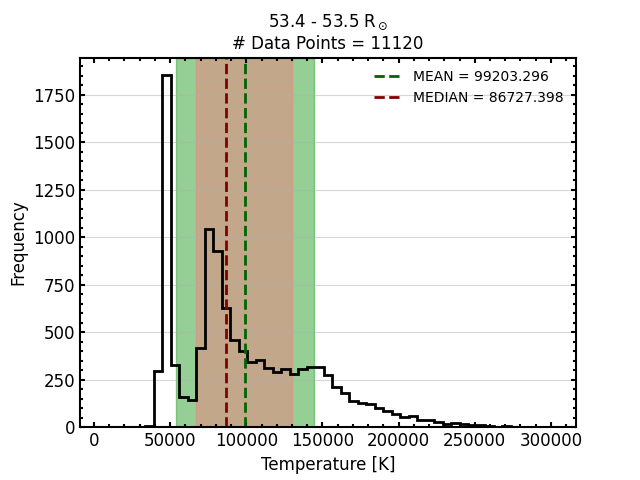 53.4 - 53.5 R⊙
# Data Points = 11120
MEAN = 99203.296
MEDIAN = 86727.398
Frequency
1750
1500
1250
1000
750
500
250
0
0 50000 100000 150000 200000 250000 300000
Temperature [K]